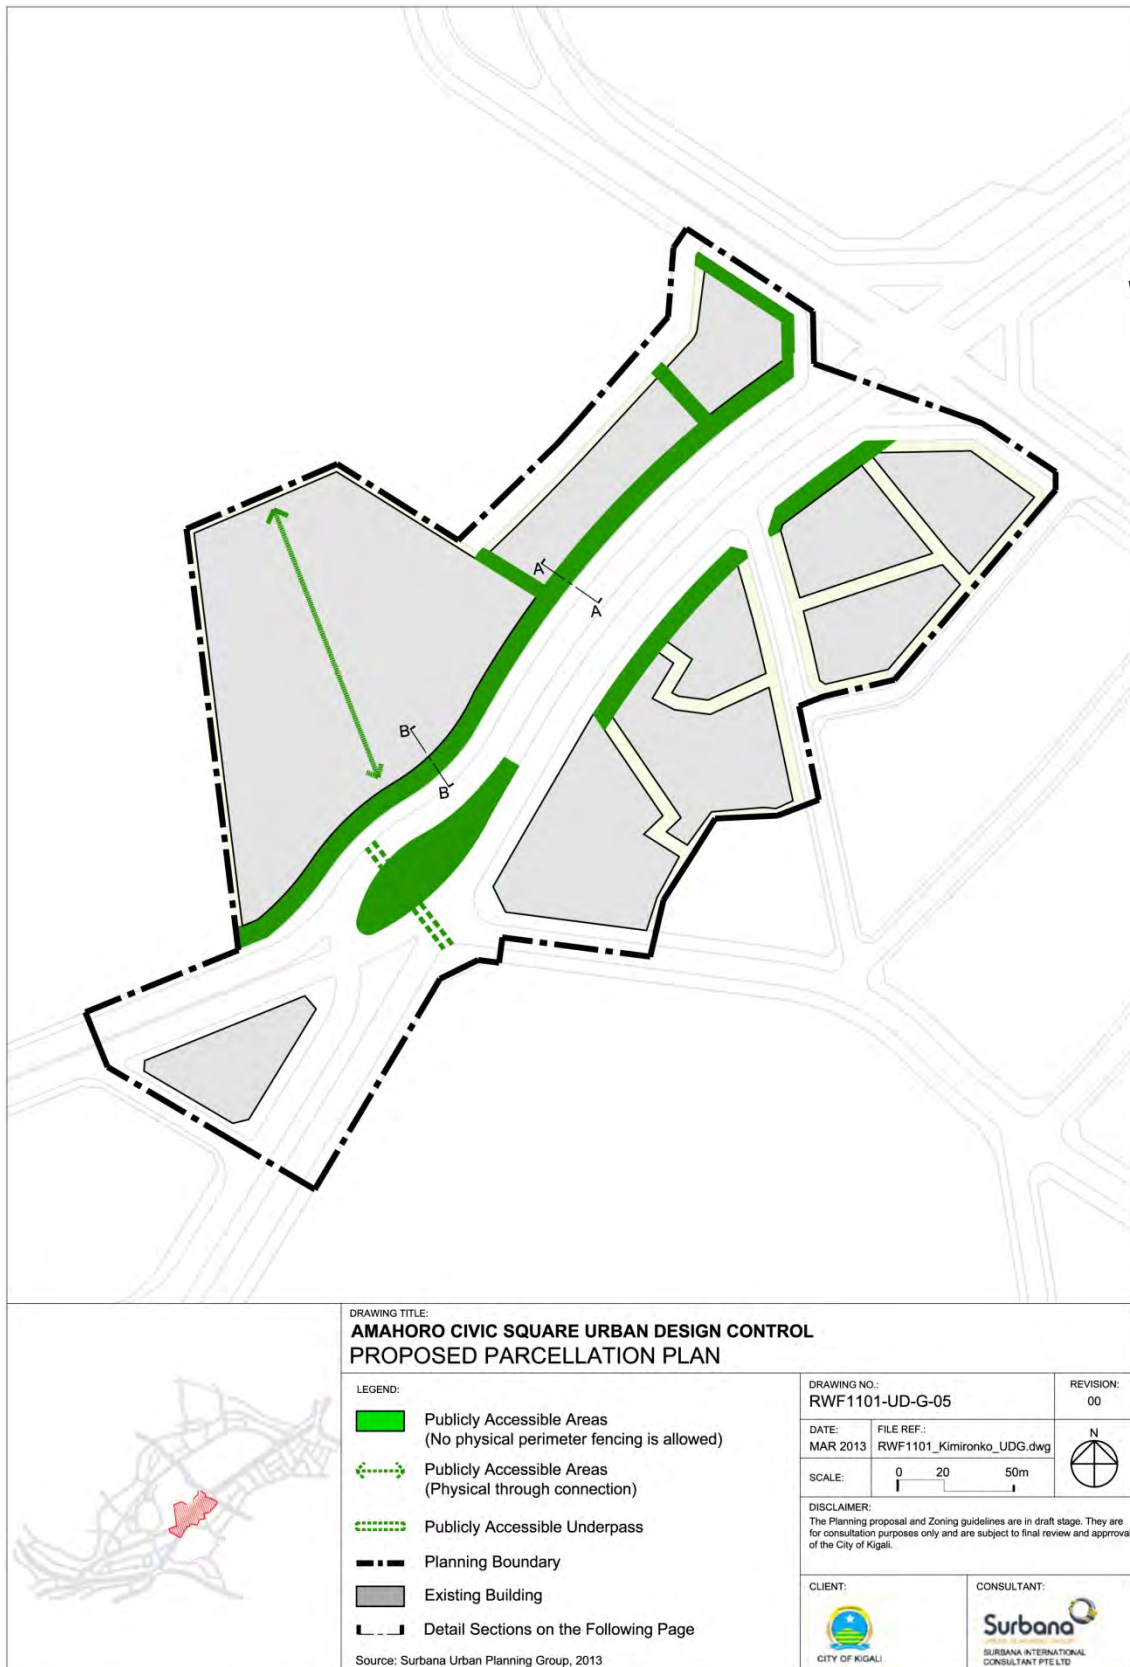 A
A
B
B
DRAWING TITLE:
AMAHORO CIVIC SQUARE URBAN DESIGN CONTROL
PROPOSED PARCELLATION PLAN
LEGEND:
Publicly Accessible Areas
(No physical perimeter fencing is allowed)
Publicly Accessible Areas
(Physical through connection)
Publicly Accessible Underpass
Planning Boundary
Existing Building
Detail Sections on the Following Page
Source: Surbana Urban Planning Group, 2013
DRAWING NO.:
RWF1101-UD-G-05
REVISION:
00
DATE:
MAR 2013
FILE REF.:
RWF1101_Kimironko_UDG.dwg
N
SCALE:
0 20 50m
DISCLAIMER:
The Planning proposal and Zoning guidelines are in draft stage. They are
for consultation purposes only and are subject to final review and approval
of the City of Kigali.
CLIENT:
CITY OF KIGALI
CONSULTANT:
Surbana
SURBANA INTERNATIONAL
CONSULTANT PTE LTD